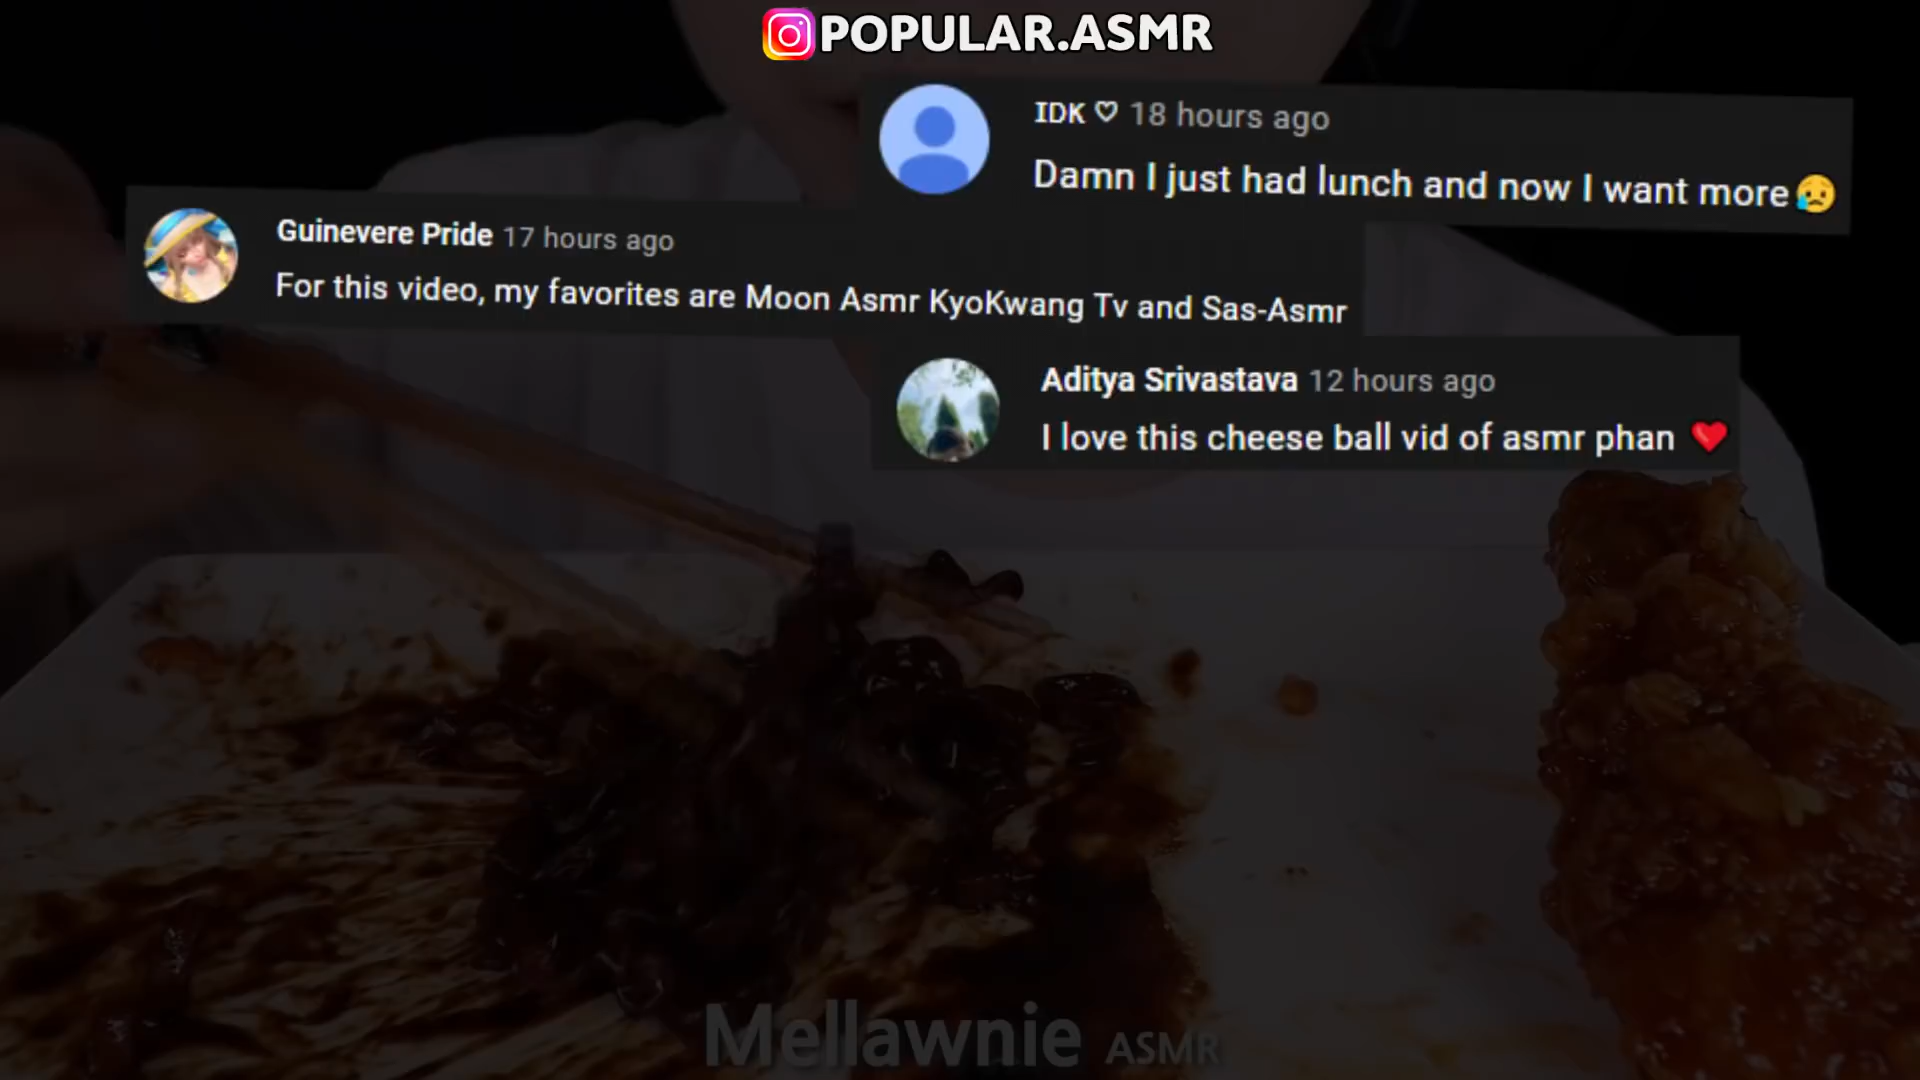 POPULAR.ASMR
IDK ♡ 18 hours ago
Damn I just had lunch and now I want more😥
Guinevere Pride 17 hours ago
For this video, my favorites are Moon Asmr KyoKwang Tv and Sas-Asmr
Aditya Srivastava 12 hours ago
I love this cheese ball vid of asmr phan ❤️
Mellawnie ASMR